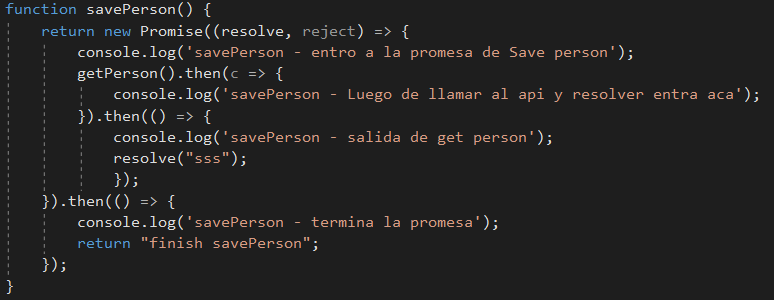 function savePerson() {
    return new Promise((resolve, reject) => {
        console.log('savePerson - entro a la promesa de Save person');
        getPerson().then(c => {
            console.log('savePerson - Luego de llamar al api y resolver entra aca');
        }).then(() => {
            console.log('savePerson - salida de get person');
            resolve("sss");
            });
    }).then(() => {
        console.log('savePerson - termina la promesa');
        return "finish savePerson";
    });
}